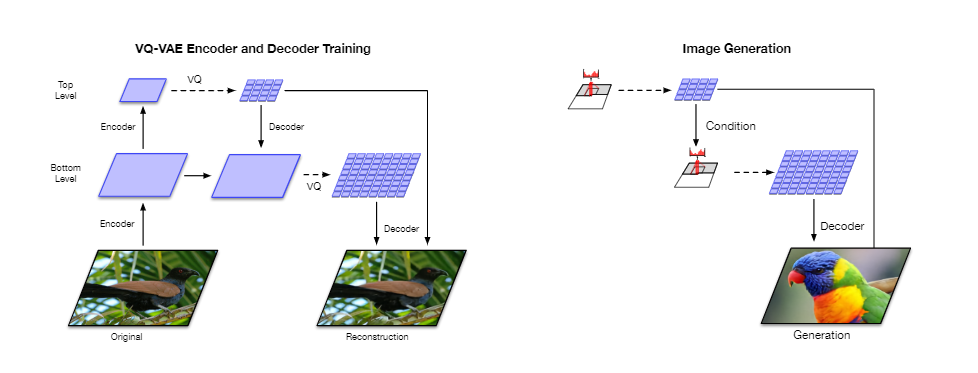 VQ-VAE Encoder and Decoder Training
Top
Level
VQ
Encoder
Decoder
Bottom
Level
VQ
Encoder
Decoder
Original
Reconstruction
Image Generation
Condition
Decoder
Generation